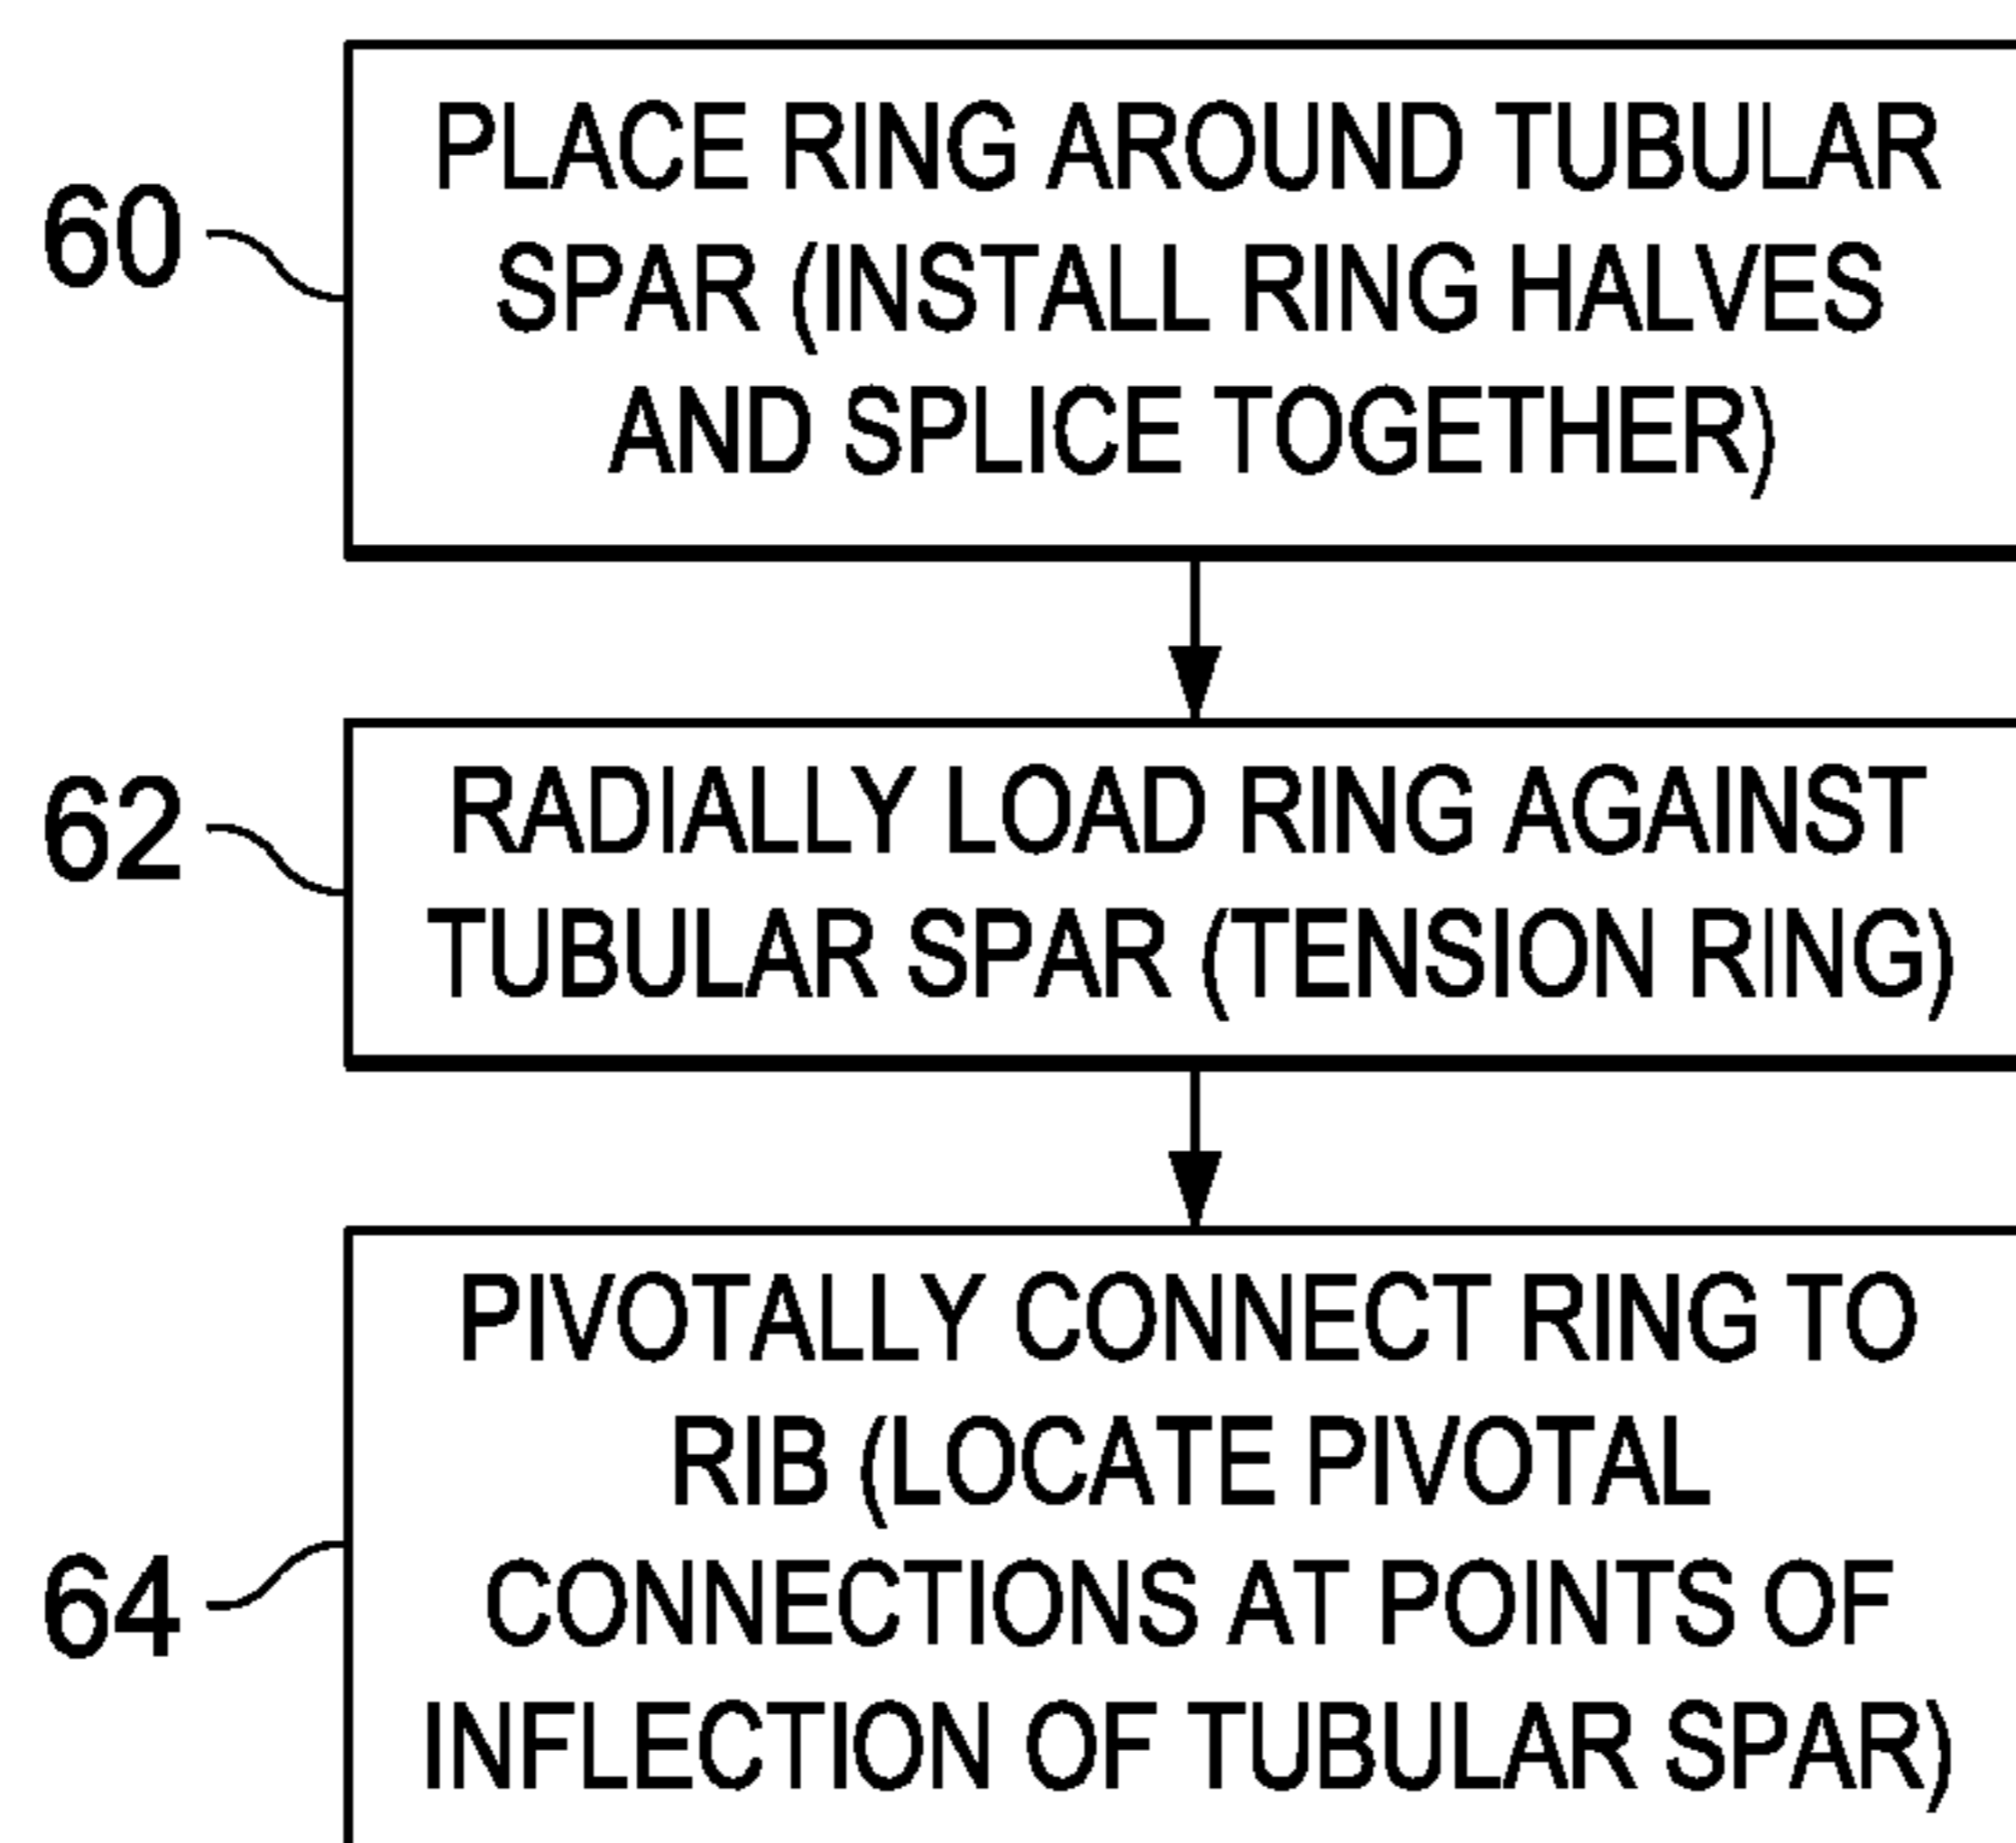 60
PLACE RING AROUND TUBULAR
SPAR (INSTALL RING HALVES
AND SPLICE TOGETHER)
62
RADIALLY LOAD RING AGAINST
TUBULAR SPAR (TENSION RING)
64
PIVOTALLY CONNECT RING TO
RIB (LOCATE PIVOTAL
CONNECTIONS AT POINTS OF
INFLECTION OF TUBULAR SPAR)